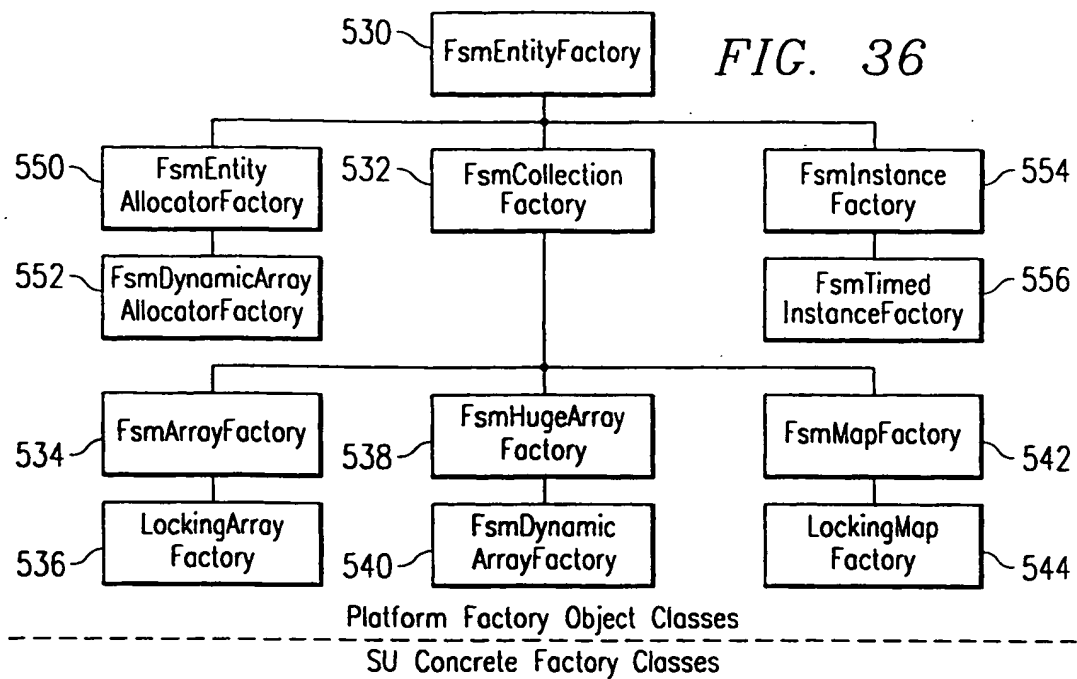 530
FsmEntityFactory
FIG. 36
550
FsmEntity
AllocatorFactory
532
FsmCollection
Factory
FsmInstance
Factory
554
552
FsmDynamicArray
AllocatorFactory
FsmTimed
InstanceFactory
556
534
FsmArrayFactory
538
FsmHugeArray
Factory
FsmMapFactory
542
536
LockingArray
Factory
540
FsmDynamic
ArrayFactory
LockingMap
Factory
544
Platform Factory Object Classes
SU Concrete Factory Classes